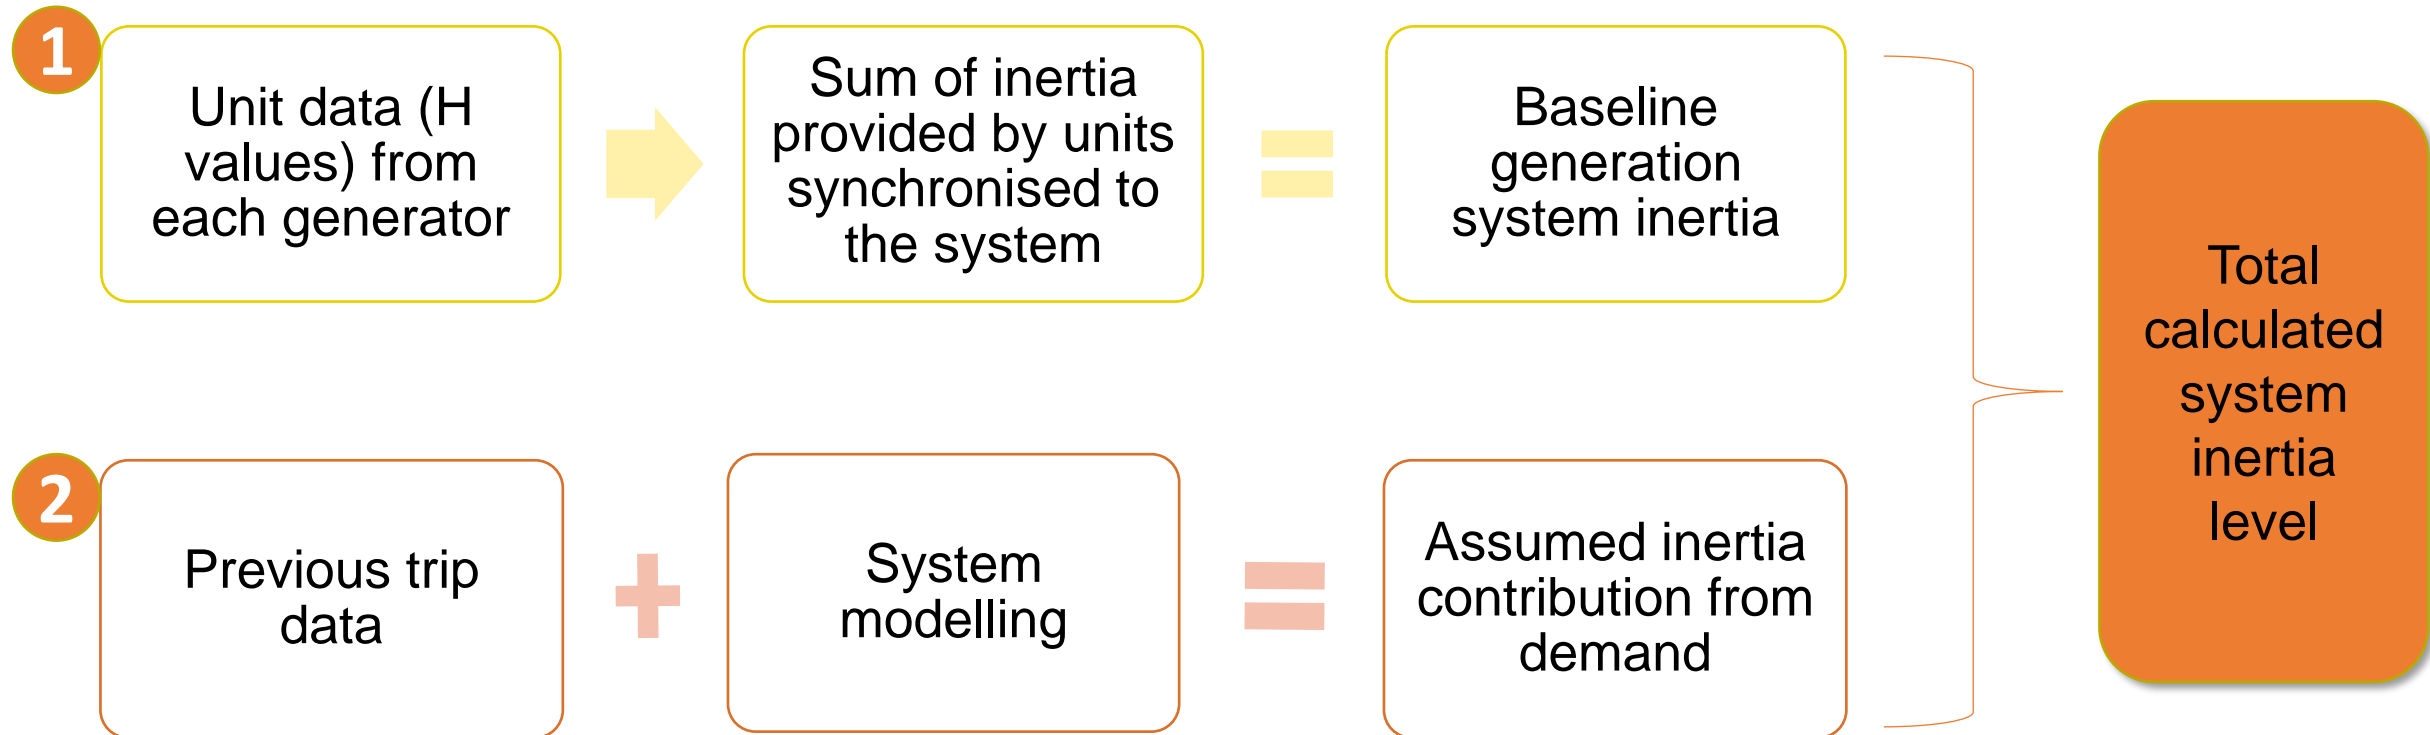 1
Unit data (H
values) from
each generator
Sum of inertia
provided by units
synchronised to
the system
Baseline
generation
system inertia
2
Previous trip
data
System
modelling
Assumed inertia
contribution from
demand
Total
calculated
system
inertia
level